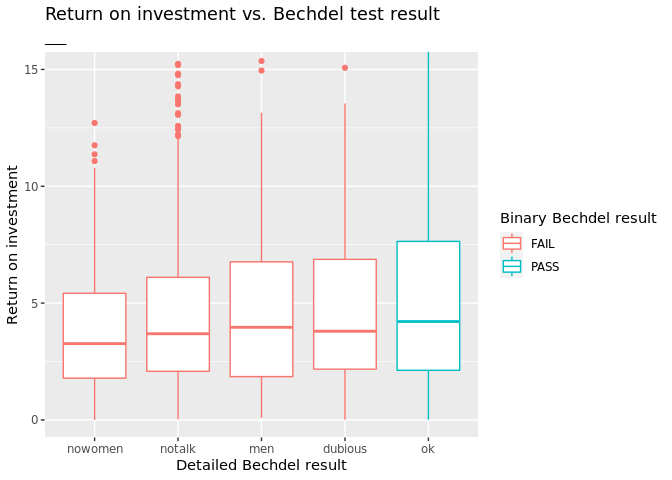 Return on investment vs. Bechdel test result
__
15
10
5
0
Return on investment
nowomen notalk men dubious ok
Detailed Bechdel result
Binary Bechdel result
FAIL
PASS